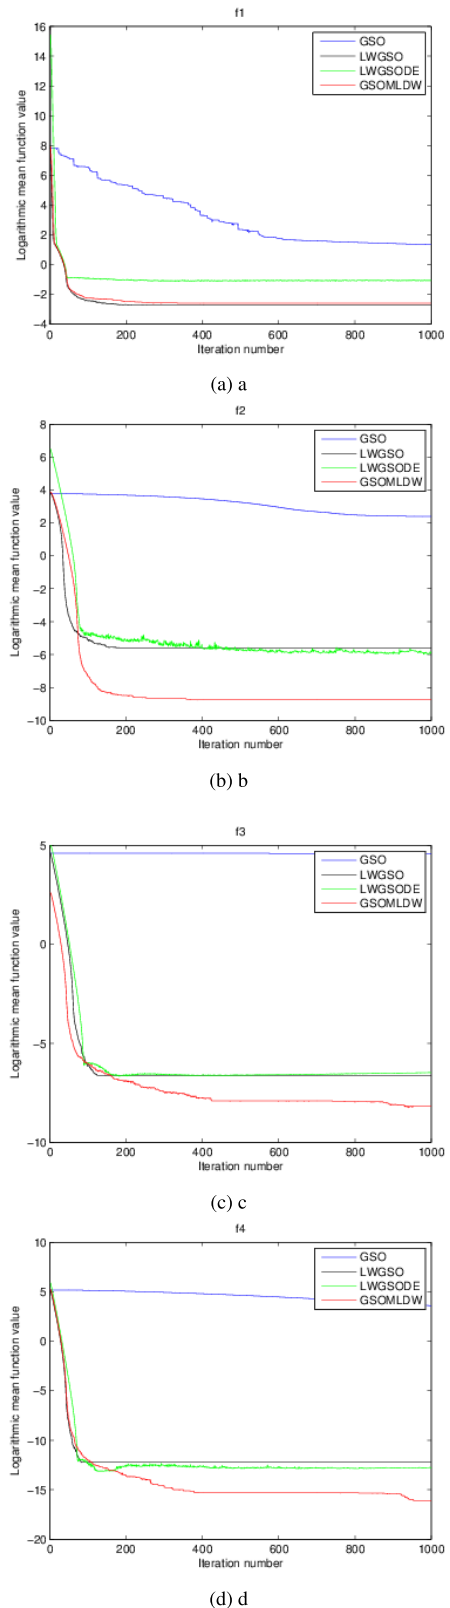 f1
16
14
12
10
8
6
4
2
0
−2
−4
Logarithmic mean function value
GSO
LWGSO
LWGSODE
GSOMLDW
0 200 400 600 800 1000
Iteration number
(a) a
f2
8
6
4
2
0
−2
−4
−6
−8
−10
Logarithmic mean function value
GSO
LWGSO
LWGSODE
GSOMLDW
0 200 400 600 800 1000
Iteration number
(b) b
f3
5
0
−5
−10
Logarithmic mean function value
GSO
LWGSO
LWGSODE
GSOMLDW
0 200 400 600 800 1000
Iteration number
(c) c
f4
10
5
0
−5
−10
−15
−20
Logarithmic mean function value
GSO
LWGSO
LWGSODE
GSOMLDW
0 200 400 600 800 1000
Iteration number
(d) d